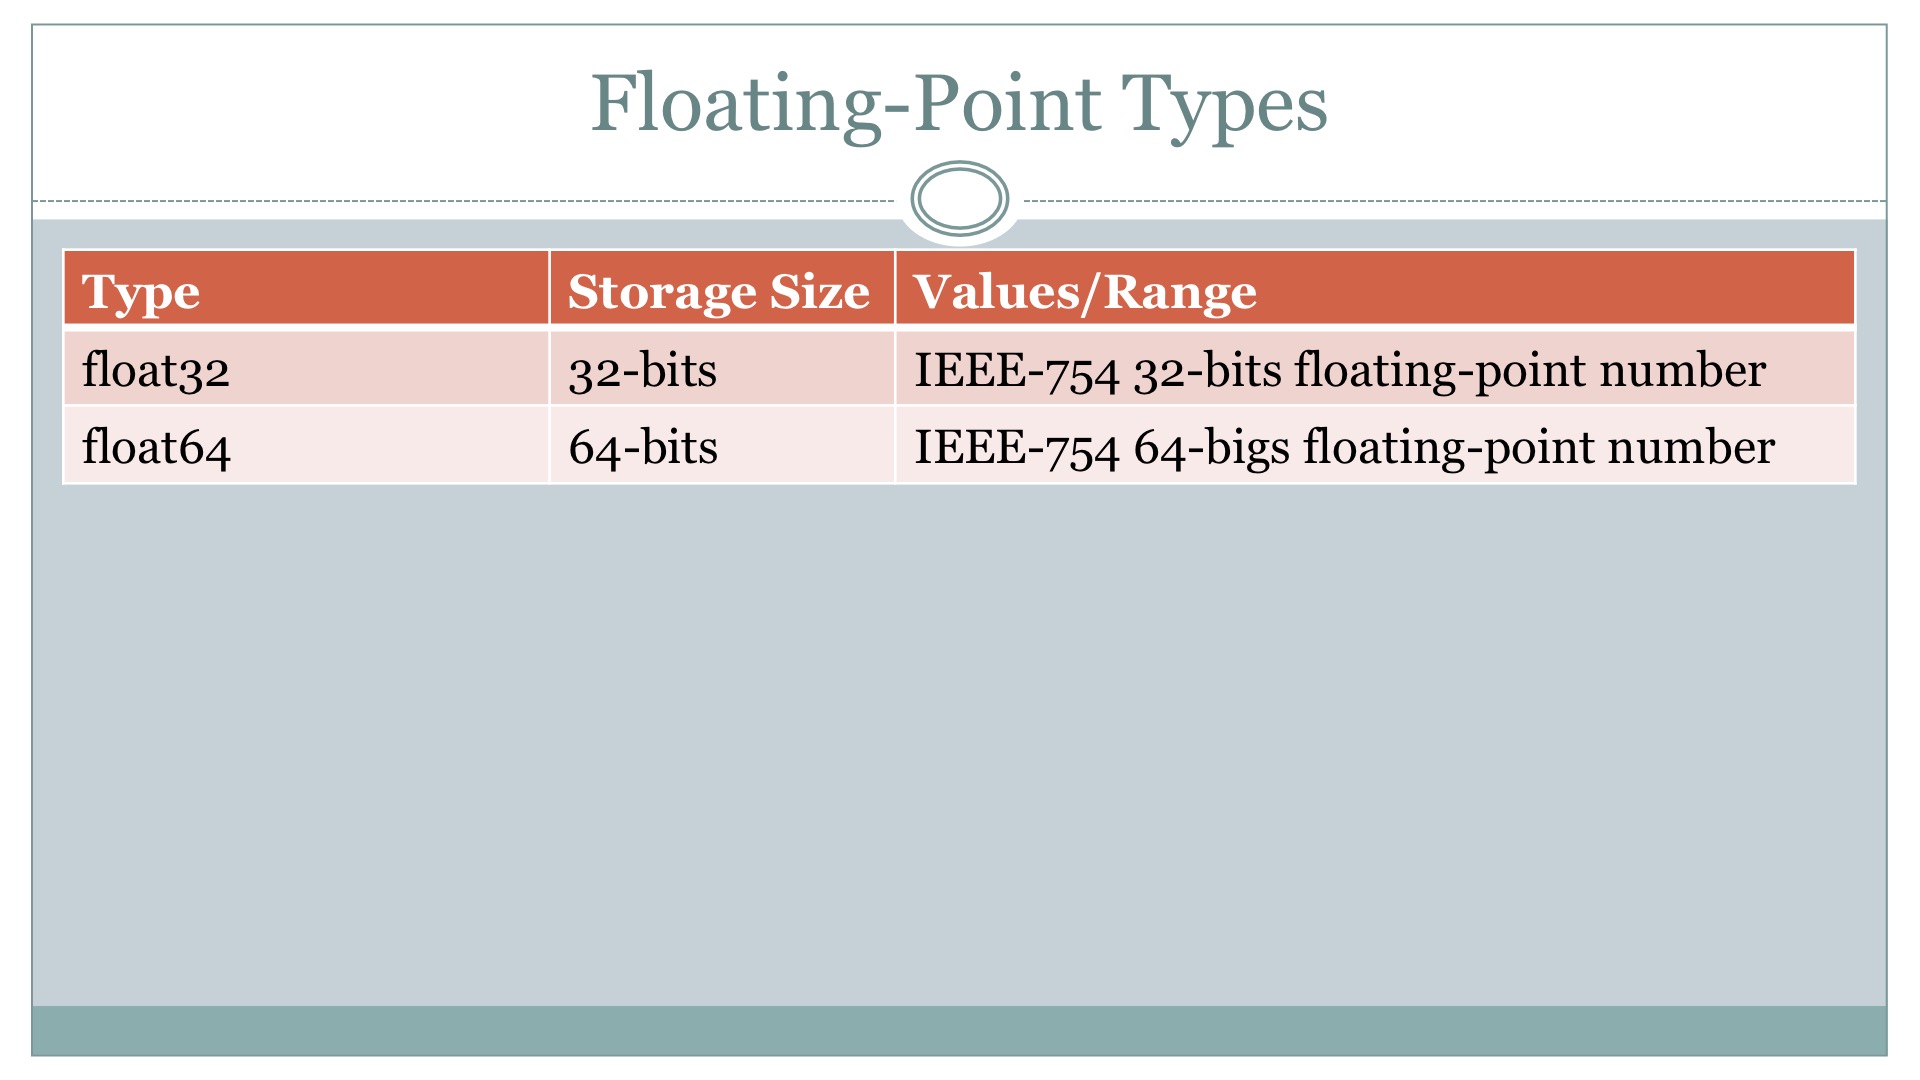 Floating-Point Types
Type Storage Size Values/Range
float32 32-bits IEEE-754 32-bits floating-point number
float64 64-bits IEEE-754 64-bigs floating-point number